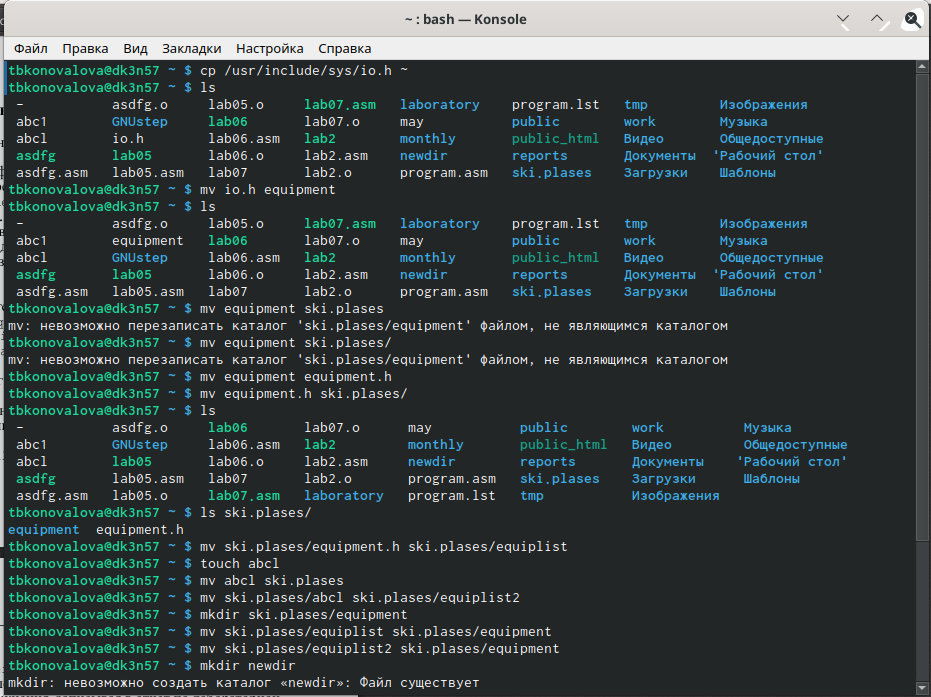 ~ : bash — Konsole
Файл Правка Вид Закладки Настройка Справка
tbkonovalova@dk3n57 ~ $ cp /usr/include/sys/io.h ~
tbkonovalova@dk3n57 ~ $ ls
- asdfg.o lab05.o lab07.asm laboratory program.lst tmp Изображения
abc1 GNUstep lab06 lab07.o may public work Музыка
abcl io.h lab06.asm lab2 monthly public_html Видео Общедоступные
asdfg lab05 lab06.o lab2.asm newdir reports Документы 'Рабочий стол'
asdfg.asm lab05.asm lab07 lab2.o program.asm ski.plases Загрузки Шаблоны
tbkonovalova@dk3n57 ~ $ mv io.h equipment
tbkonovalova@dk3n57 ~ $ ls
- asdfg.o lab05.o lab07.asm laboratory program.lst tmp Изображения
abc1 equipment lab06 lab07.o may public work Музыка
abcl GNUstep lab06.asm lab2 monthly public_html Видео Общедоступные
asdfg lab05 lab06.o lab2.asm newdir reports Документы 'Рабочий стол'
asdfg.asm lab05.asm lab07 lab2.o program.asm ski.plases Загрузки Шаблоны
tbkonovalova@dk3n57 ~ $ mv equipment ski.plases
mv: невозможно перезаписать каталог 'ski.plases/equipment' файлом, не являющимся каталогом
tbkonovalova@dk3n57 ~ $ mv equipment ski.plases/
mv: невозможно перезаписать каталог 'ski.plases/equipment' файлом, не являющимся каталогом
tbkonovalova@dk3n57 ~ $ mv equipment equipment.h
tbkonovalova@dk3n57 ~ $ mv equipment.h ski.plases/
tbkonovalova@dk3n57 ~ $ ls
- asdfg.o lab06 lab07.o may public work Музыка
abc1 GNUstep lab06.asm lab2 monthly public_html Видео Общедоступные
abcl lab05 lab06.o lab2.asm newdir reports Документы 'Рабочий стол'
asdfg lab05.asm lab07 lab2.o program.asm ski.plases Загрузки Шаблоны
asdfg.asm lab05.o lab07.asm laboratory program.lst tmp Изображения
tbkonovalova@dk3n57 ~ $ ls ski.plases/
equipment equipment.h
tbkonovalova@dk3n57 ~ $ mv ski.plases/equipment.h ski.plases/equiplist
tbkonovalova@dk3n57 ~ $ touch abcl
tbkonovalova@dk3n57 ~ $ mv abcl ski.plases
tbkonovalova@dk3n57 ~ $ mv ski.plases/abcl ski.plases/equiplist2
tbkonovalova@dk3n57 ~ $ mkdir ski.plases/equipment
tbkonovalova@dk3n57 ~ $ mv ski.plases/equiplist ski.plases/equipment
tbkonovalova@dk3n57 ~ $ mv ski.plases/equiplist2 ski.plases/equipment
tbkonovalova@dk3n57 ~ $ mkdir newdir
mkdir: невозможно создать каталог «newdir»: Файл существует